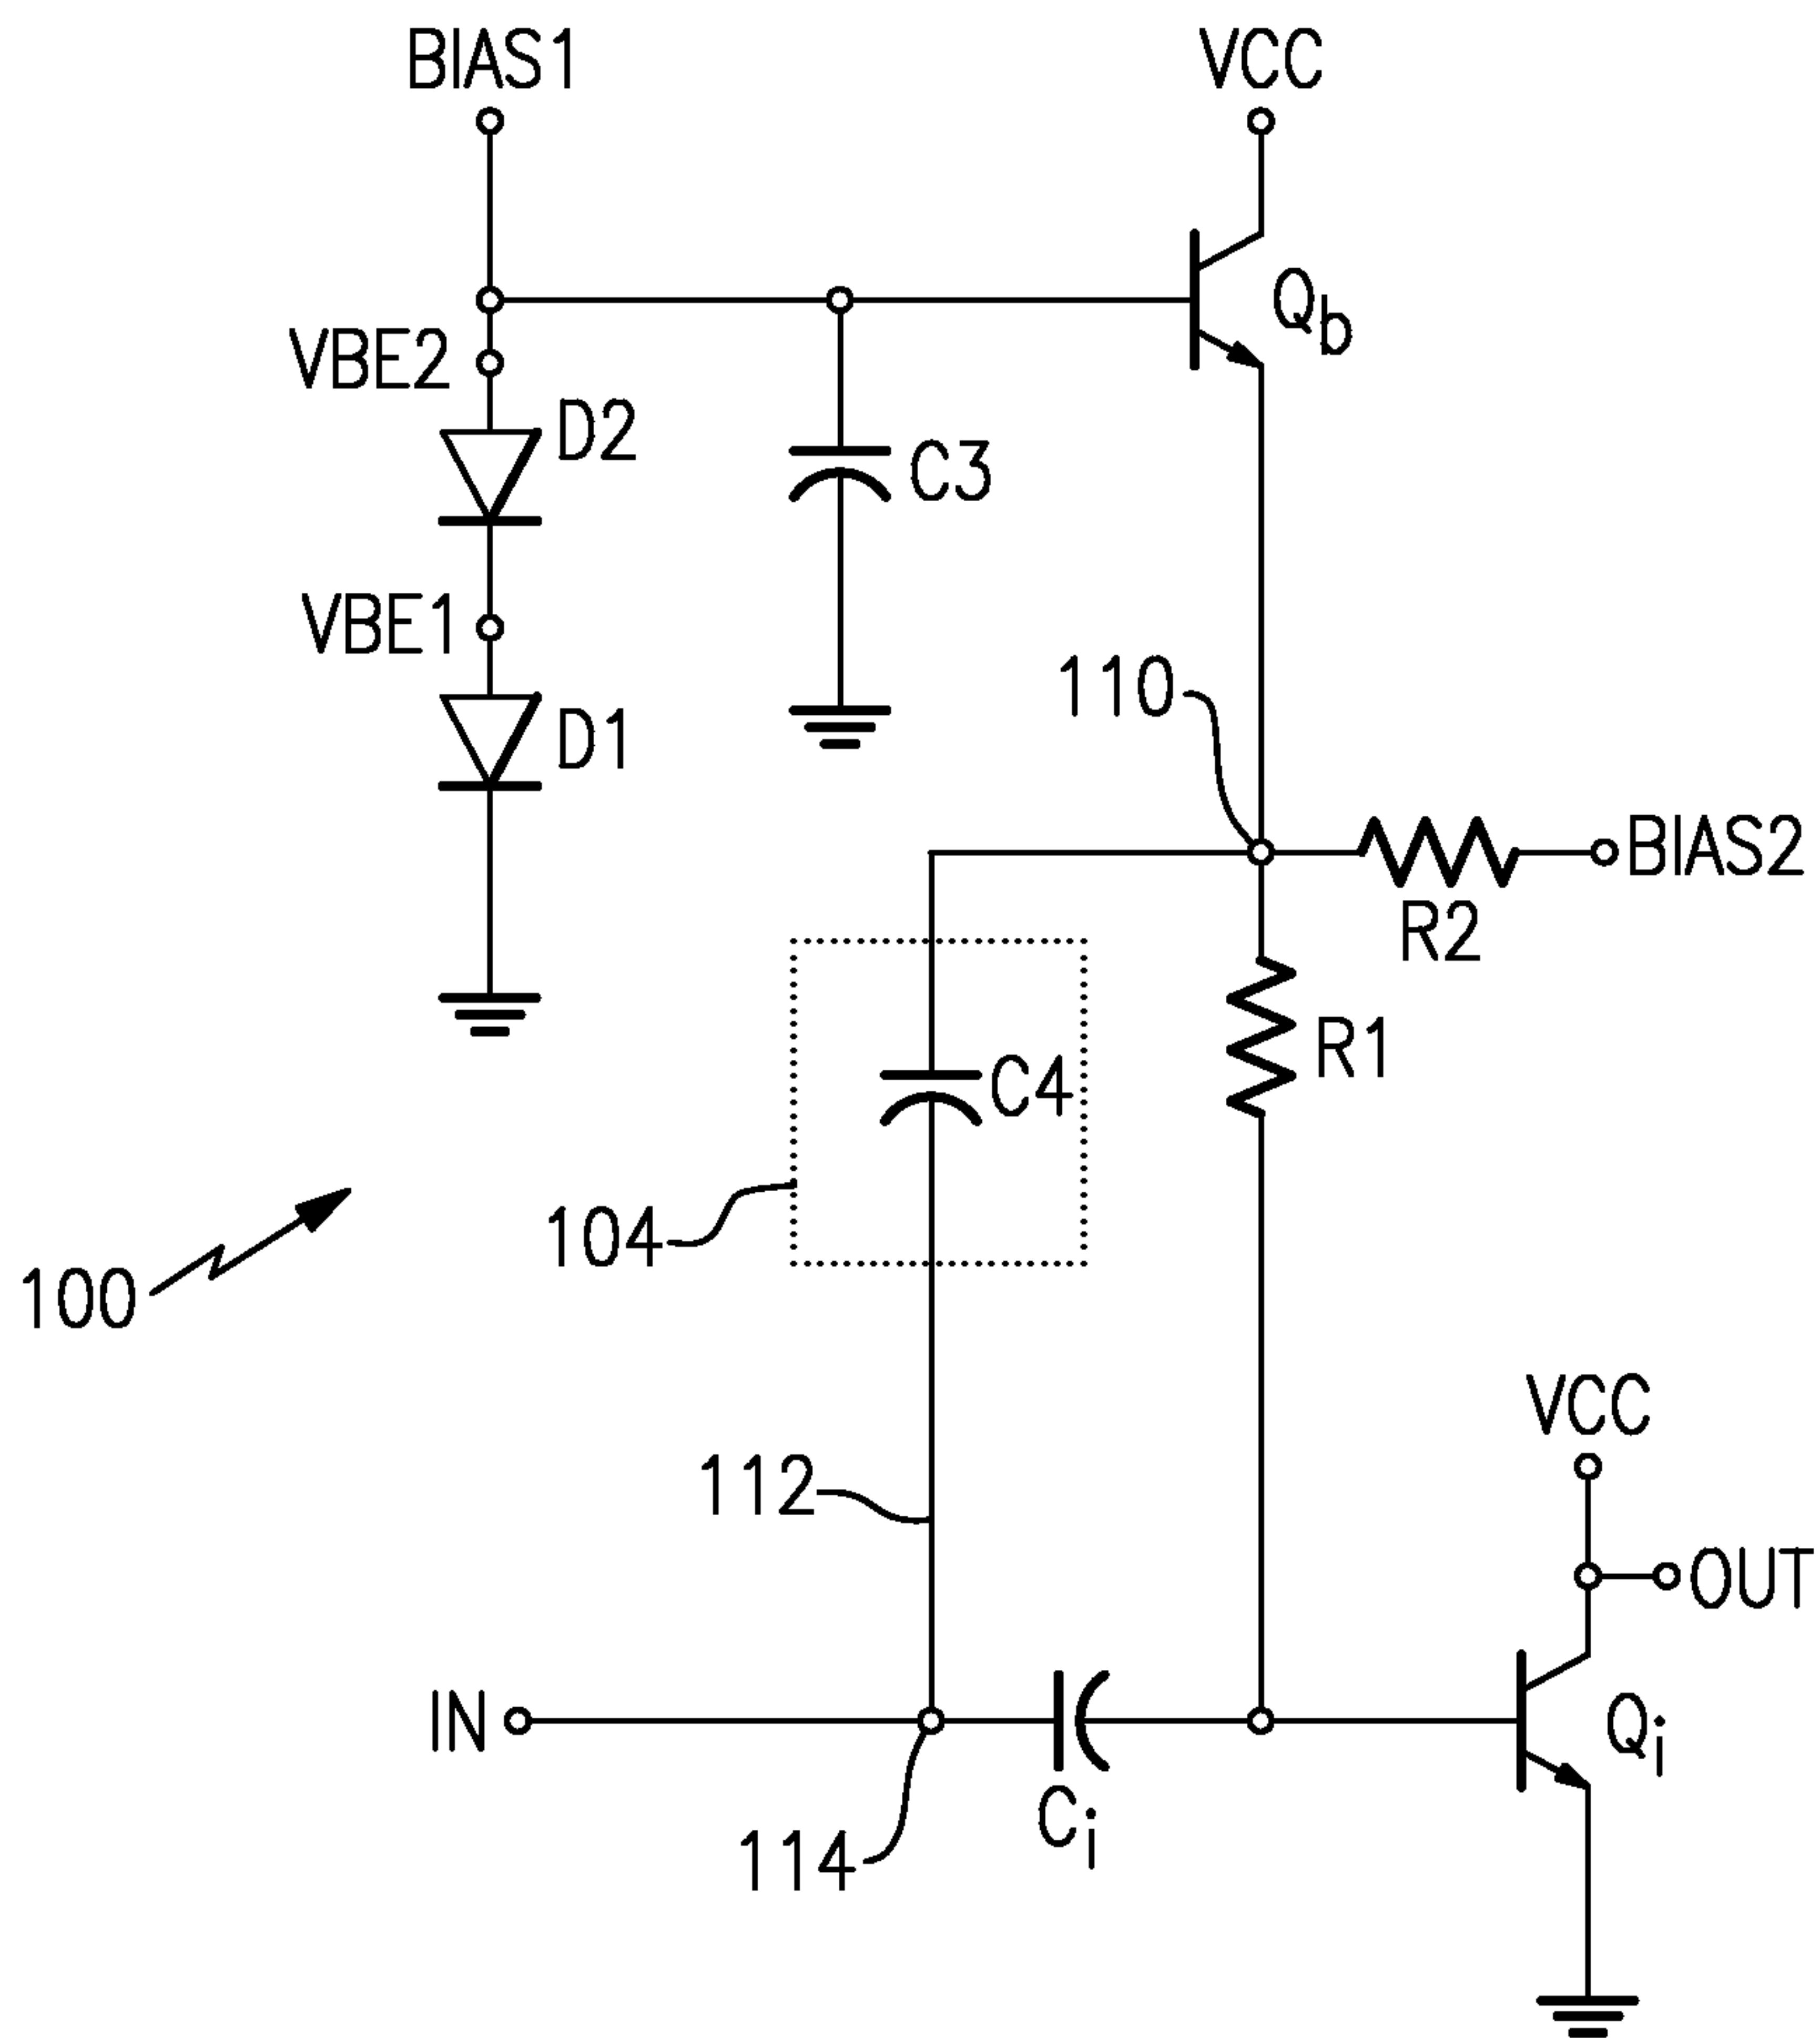 BIAS1
VCC
Qb
VBE2
D2
C3
VBE1
D1
110
BIAS2
R2
R1
C4
104
100
VCC
112
OUT
IN
Qi
Ci
114